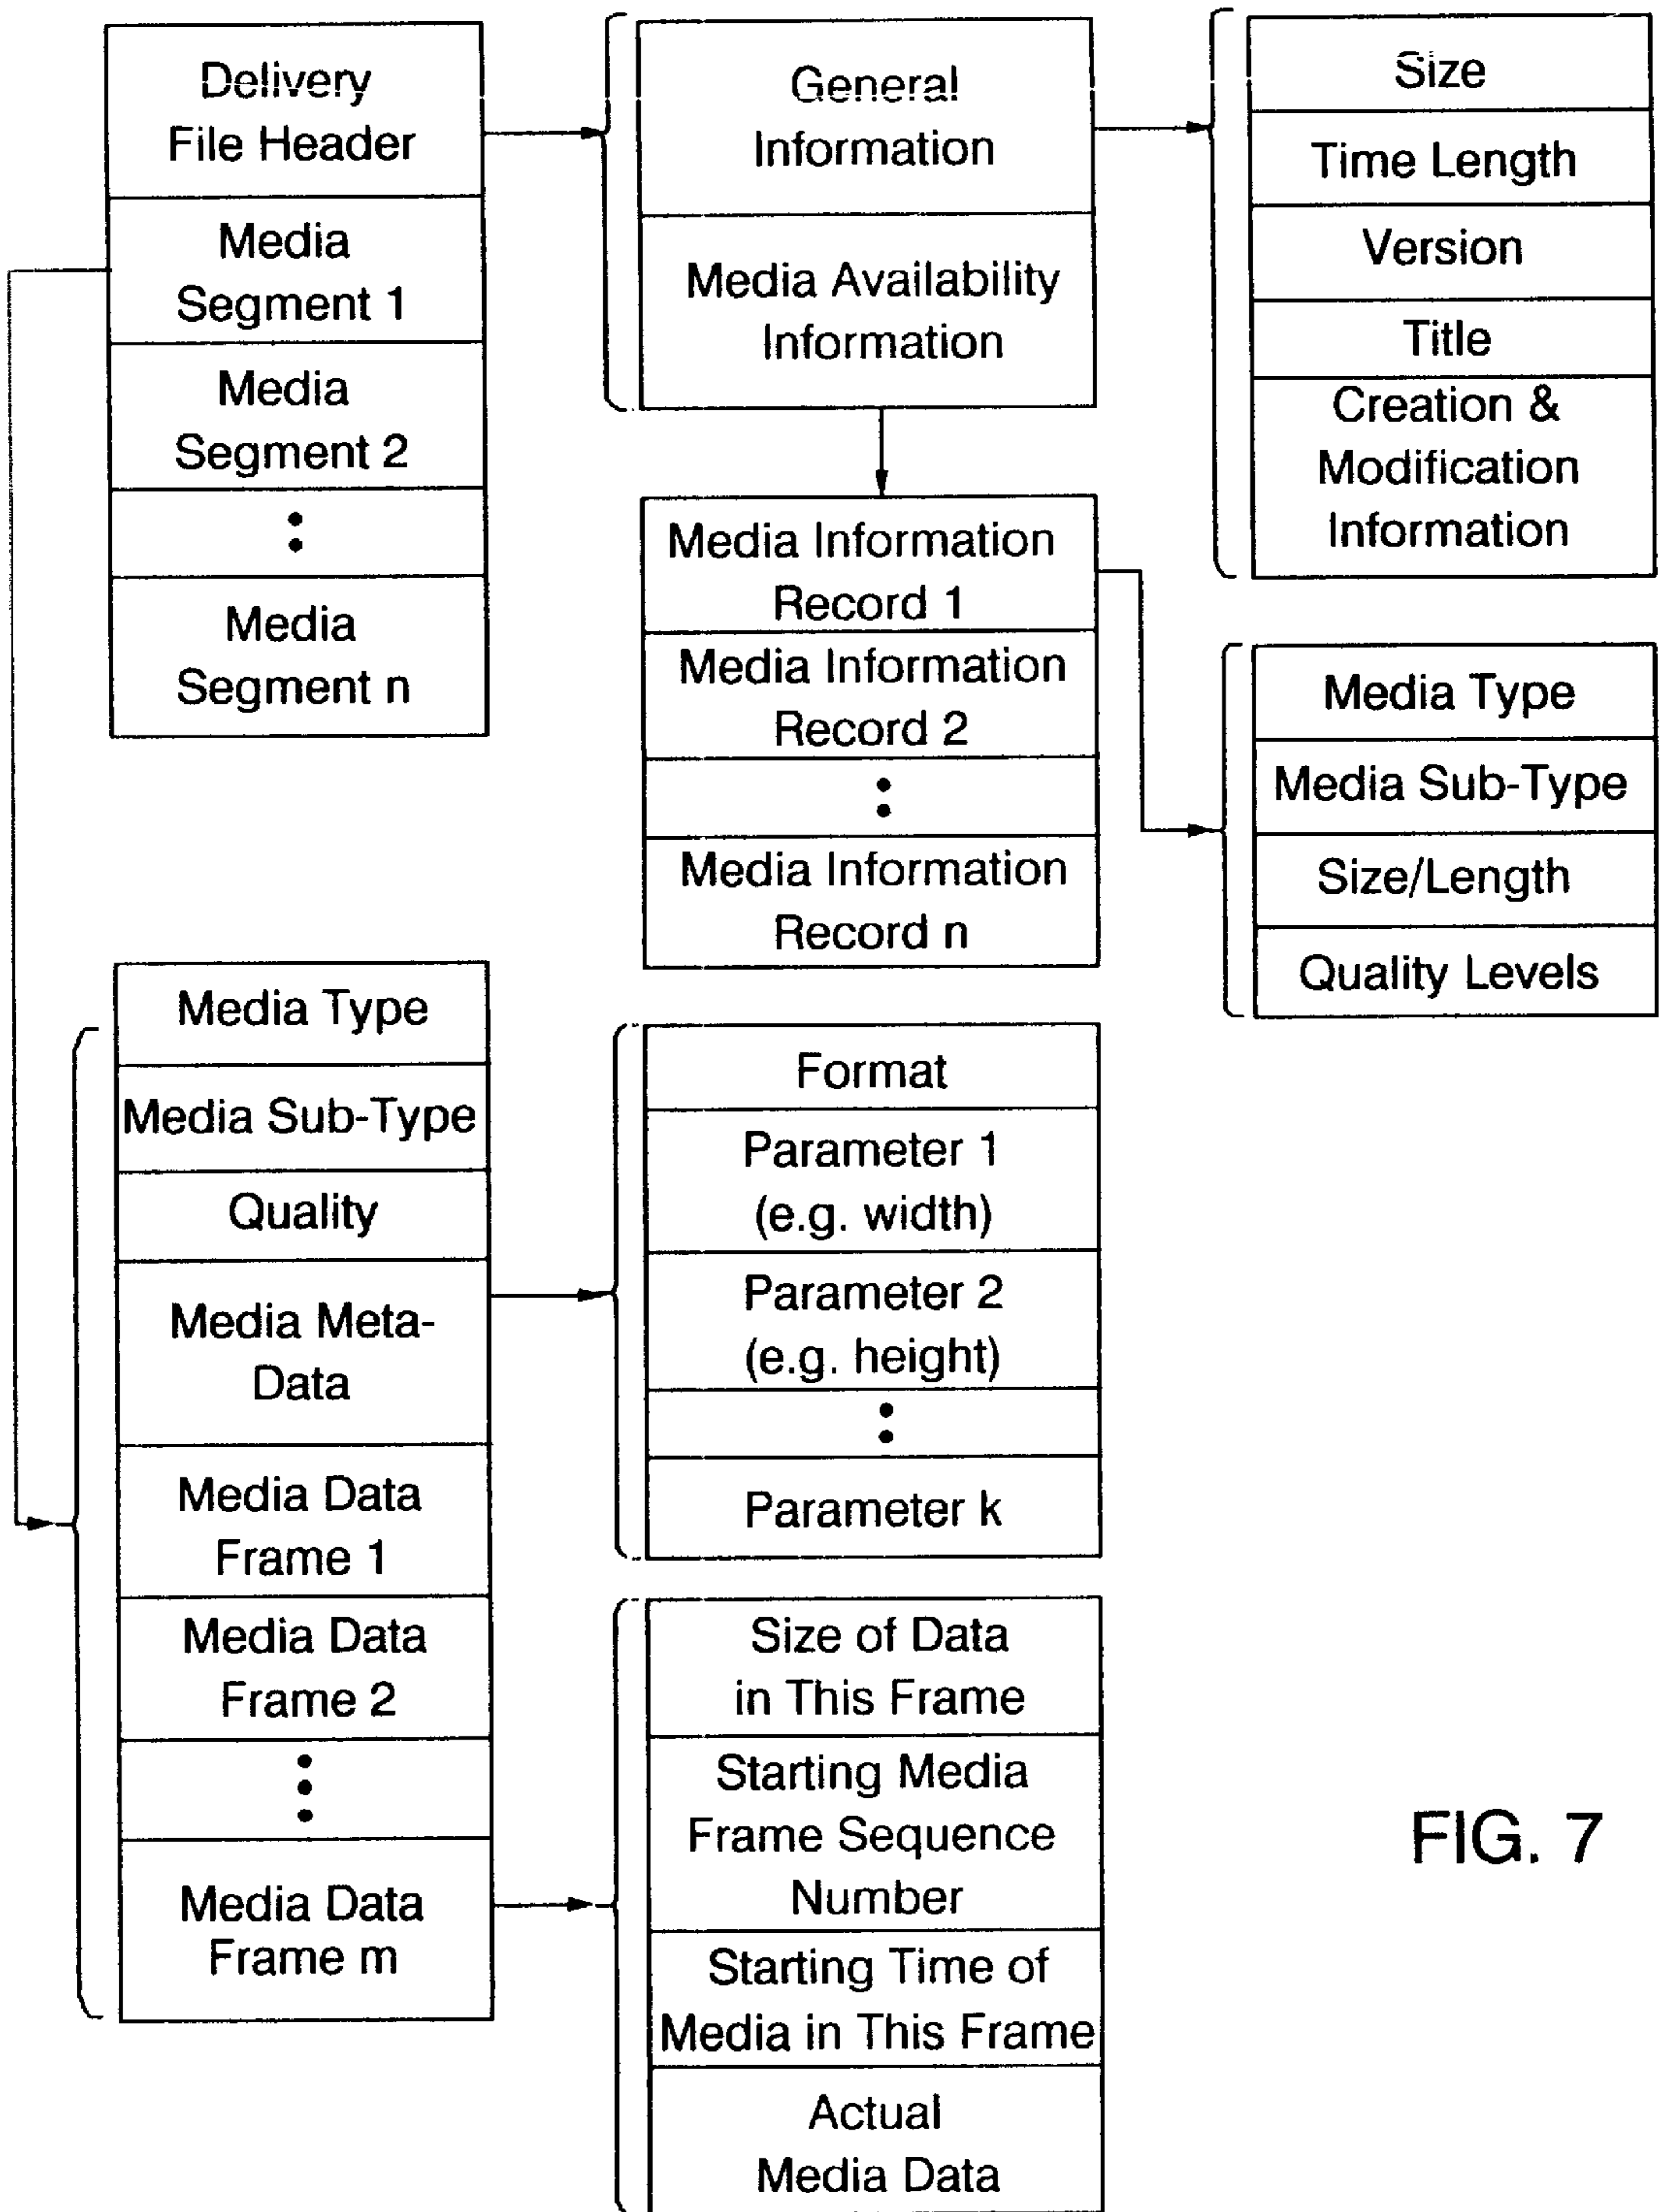 Delivery
File Header
Media
Segment 1
Media
Segment 2
Media
Segment n
General
Information
Media Availability
Information
Size
Time Length
Version
Title
Creation &
Modification
Information
Media Information
Record 1
Media Information
Record 2
Media Information
Record n
Media Type
Media Sub-Type
Size/Length
Quality Levels
Media Type
Media Sub-Type
Quality
Media Meta-
Data
Media Data
Frame 1
Media Data
Frame 2
Media Data
Frame m
Format
Parameter 1
(e.g. width)
Parameter 2
(e.g. height)
Parameter k
Size of Data
in This Frame
Starting Media
Frame Sequence
Number
Starting Time of
Media in This Frame
Actual
Media Data
FIG. 7